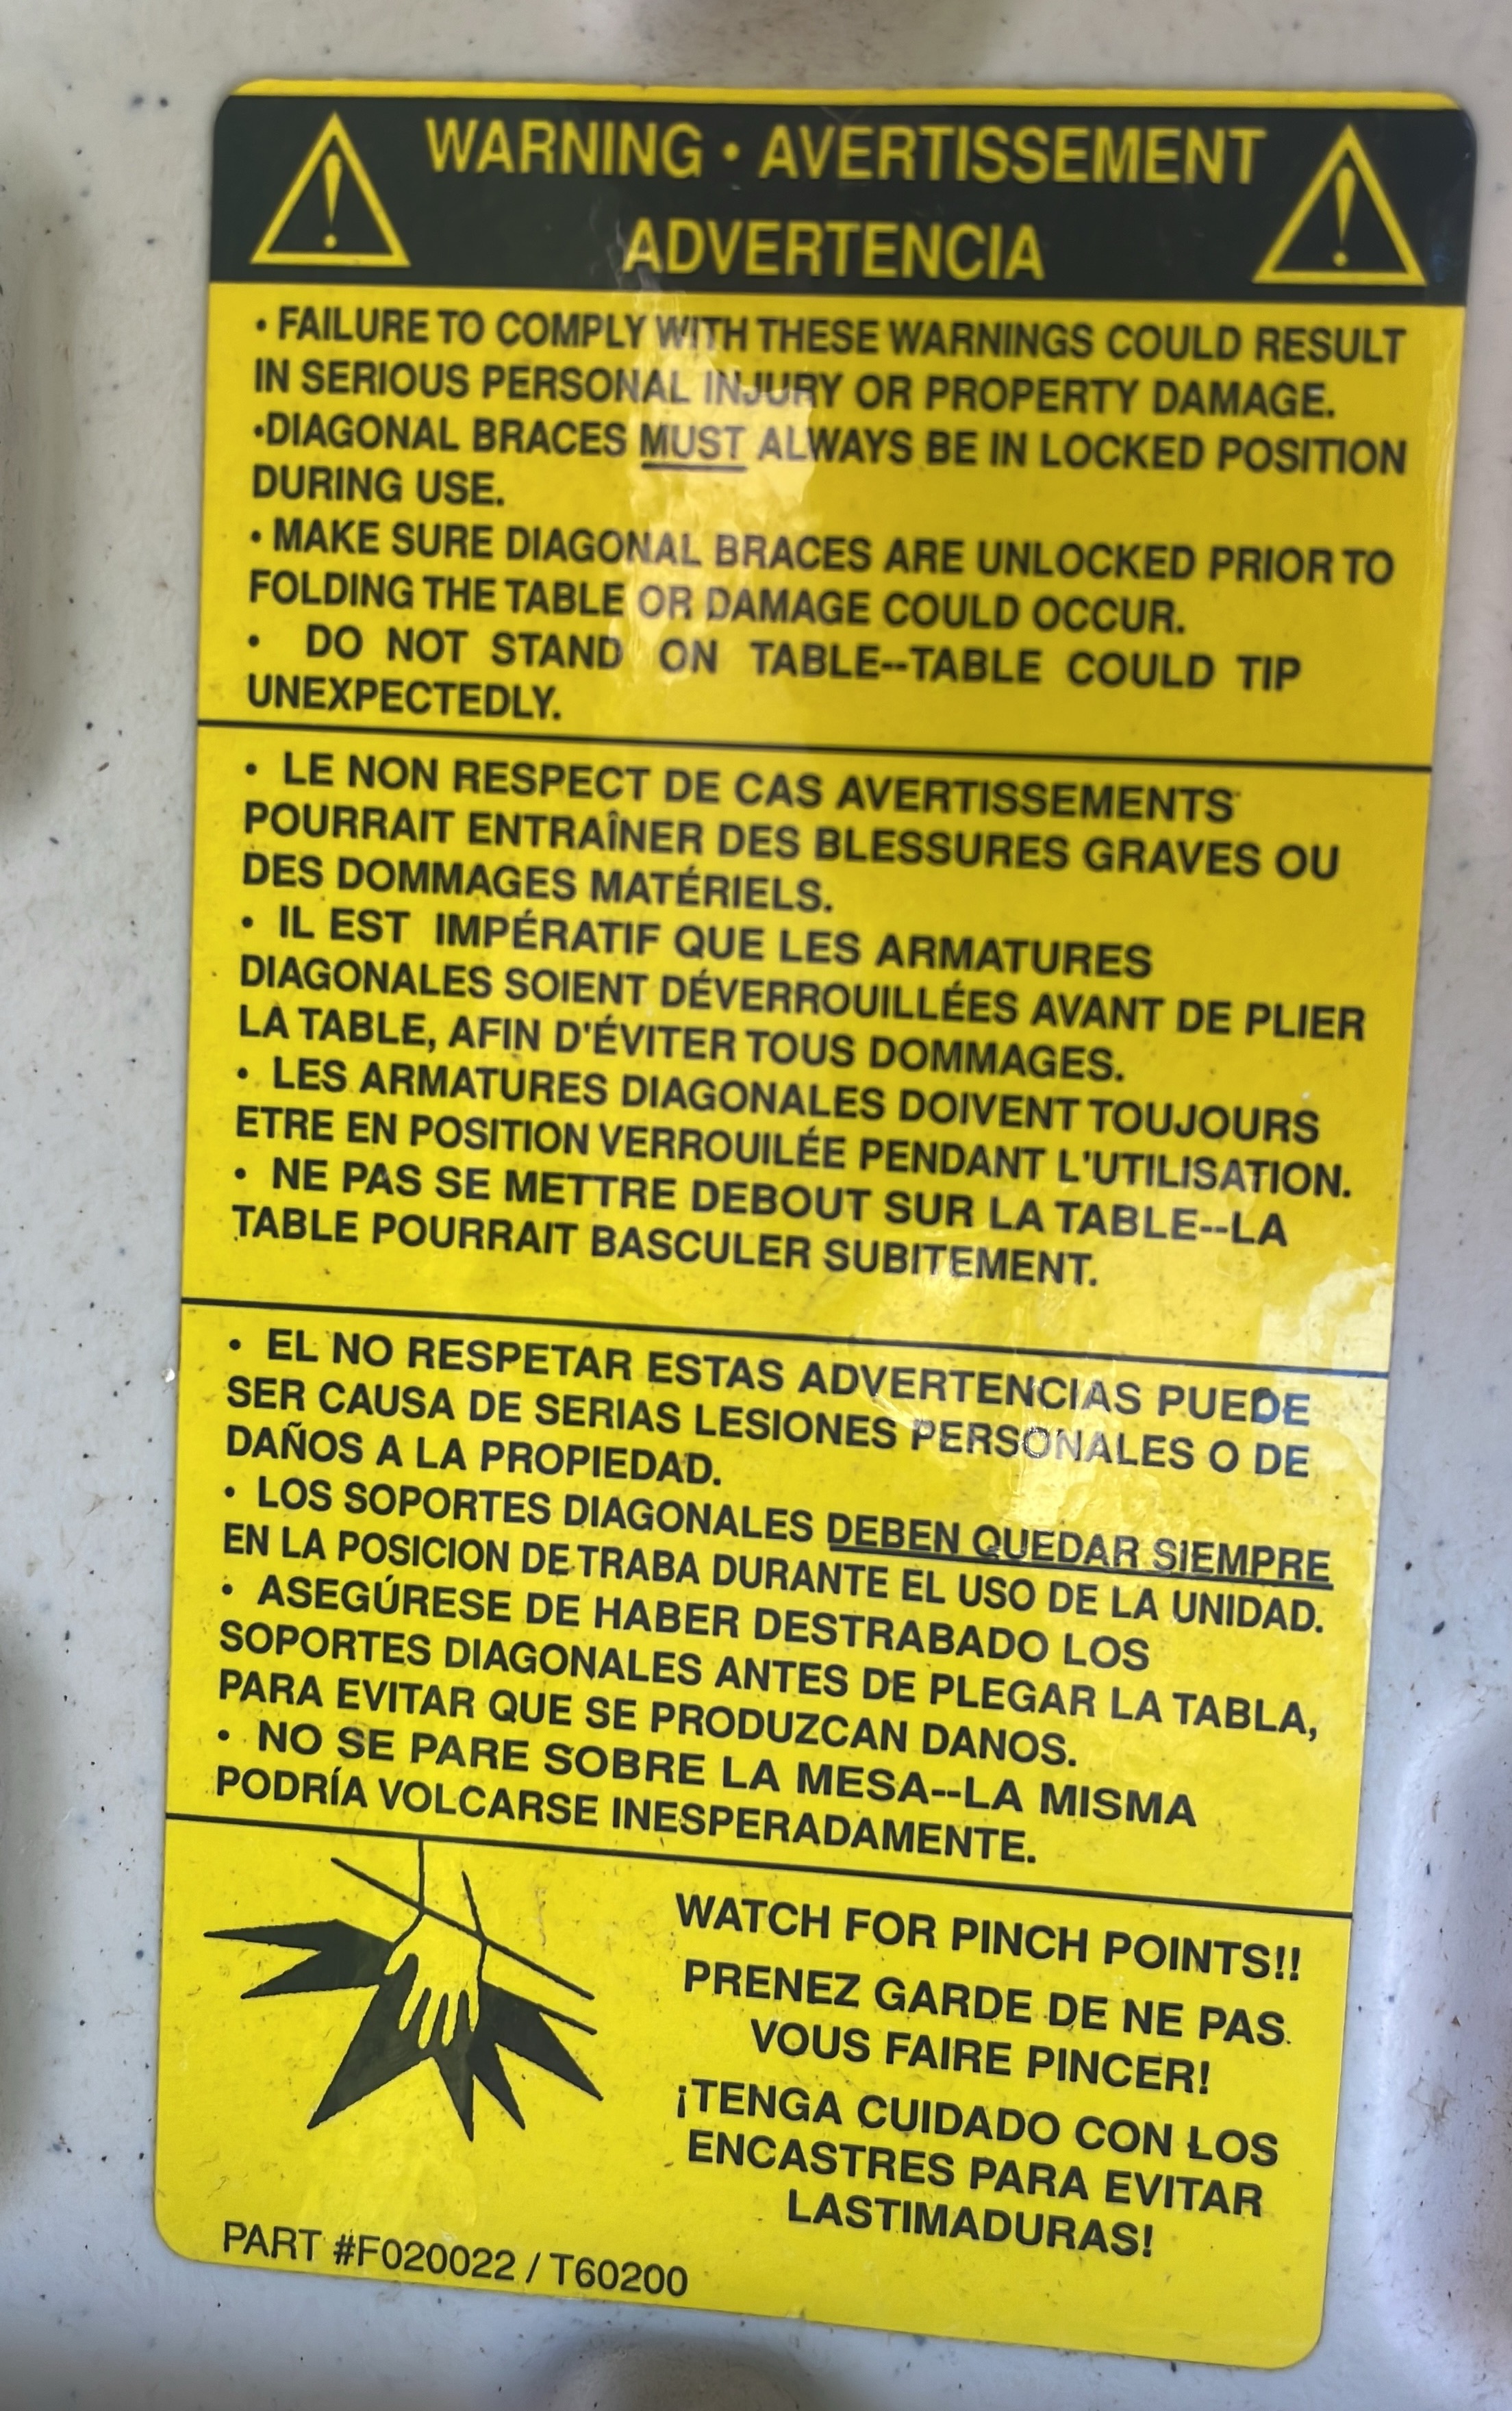 WARNING • AVERTISSEMENT
ADVERTENCIA
• FAILURE TO COMPLY WITH THESE WARNINGS COULD RESULT
IN SERIOUS PERSONAL INJURY OR PROPERTY DAMAGE.
•DIAGONAL BRACES MUST ALWAYS BE IN LOCKED POSITION
DURING USE.
• MAKE SURE DIAGONAL BRACES ARE UNLOCKED PRIOR TO
FOLDING THE TABLE OR DAMAGE COULD OCCUR.
• DO NOT STAND ON TABLE--TABLE COULD TIP
UNEXPECTEDLY.
• LE NON RESPECT DE CAS AVERTISSEMENTS
POURRAIT ENTRAÎNER DES BLESSURES GRAVES OU
DES DOMMAGES MATÉRIELS.
• IL EST IMPÉRATIF QUE LES ARMATURES
DIAGONALES SOIENT DÉVERROUILLÉES AVANT DE PLIER
LA TABLE, AFIN D'ÉVITER TOUS DOMMAGES.
• LES ARMATURES DIAGONALES DOIVENT TOUJOURS
ETRE EN POSITION VERROUILÉE PENDANT L'UTILISATION.
• NE PAS SE METTRE DEBOUT SUR LA TABLE--LA
TABLE POURRAIT BASCULER SUBITEMENT.
• EL NO RESPETAR ESTAS ADVERTENCIAS PUEDE
SER CAUSA DE SERIAS LESIONES PERSONALES O DE
DAÑOS A LA PROPIEDAD.
• LOS SOPORTES DIAGONALES DEBEN QUEDAR SIEMPRE
EN LA POSICION DE TRABA DURANTE EL USO DE LA UNIDAD.
• ASEGÚRESE DE HABER DESTRABADO LOS
SOPORTES DIAGONALES ANTES DE PLEGAR LA TABLA,
PARA EVITAR QUE SE PRODUZCAN DANOS.
• NO SE PARE SOBRE LA MESA--LA MISMA
PODRÍA VOLCARSE INESPERADAMENTE.
WATCH FOR PINCH POINTS!!
PRENEZ GARDE DE NE PAS
VOUS FAIRE PINCER!
¡TENGA CUIDADO CON LOS
ENCASTRES PARA EVITAR
LASTIMADURAS!
PART #F020022 / T60200